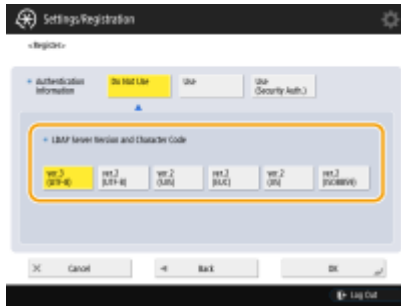 Settings/Registration
<Register>
Authentication
Information
Do Not Use
Use
Use
(Security Auth.)
LDAP Server Version and Character Code
ver.3
(UTF-8)
ver.2
(UTF-8)
ver.2
(SJIS)
ver.2
(EUC)
ver.2
(JIS)
ver.2
(ISO8859)
Cancel
Back
OK
Log Out